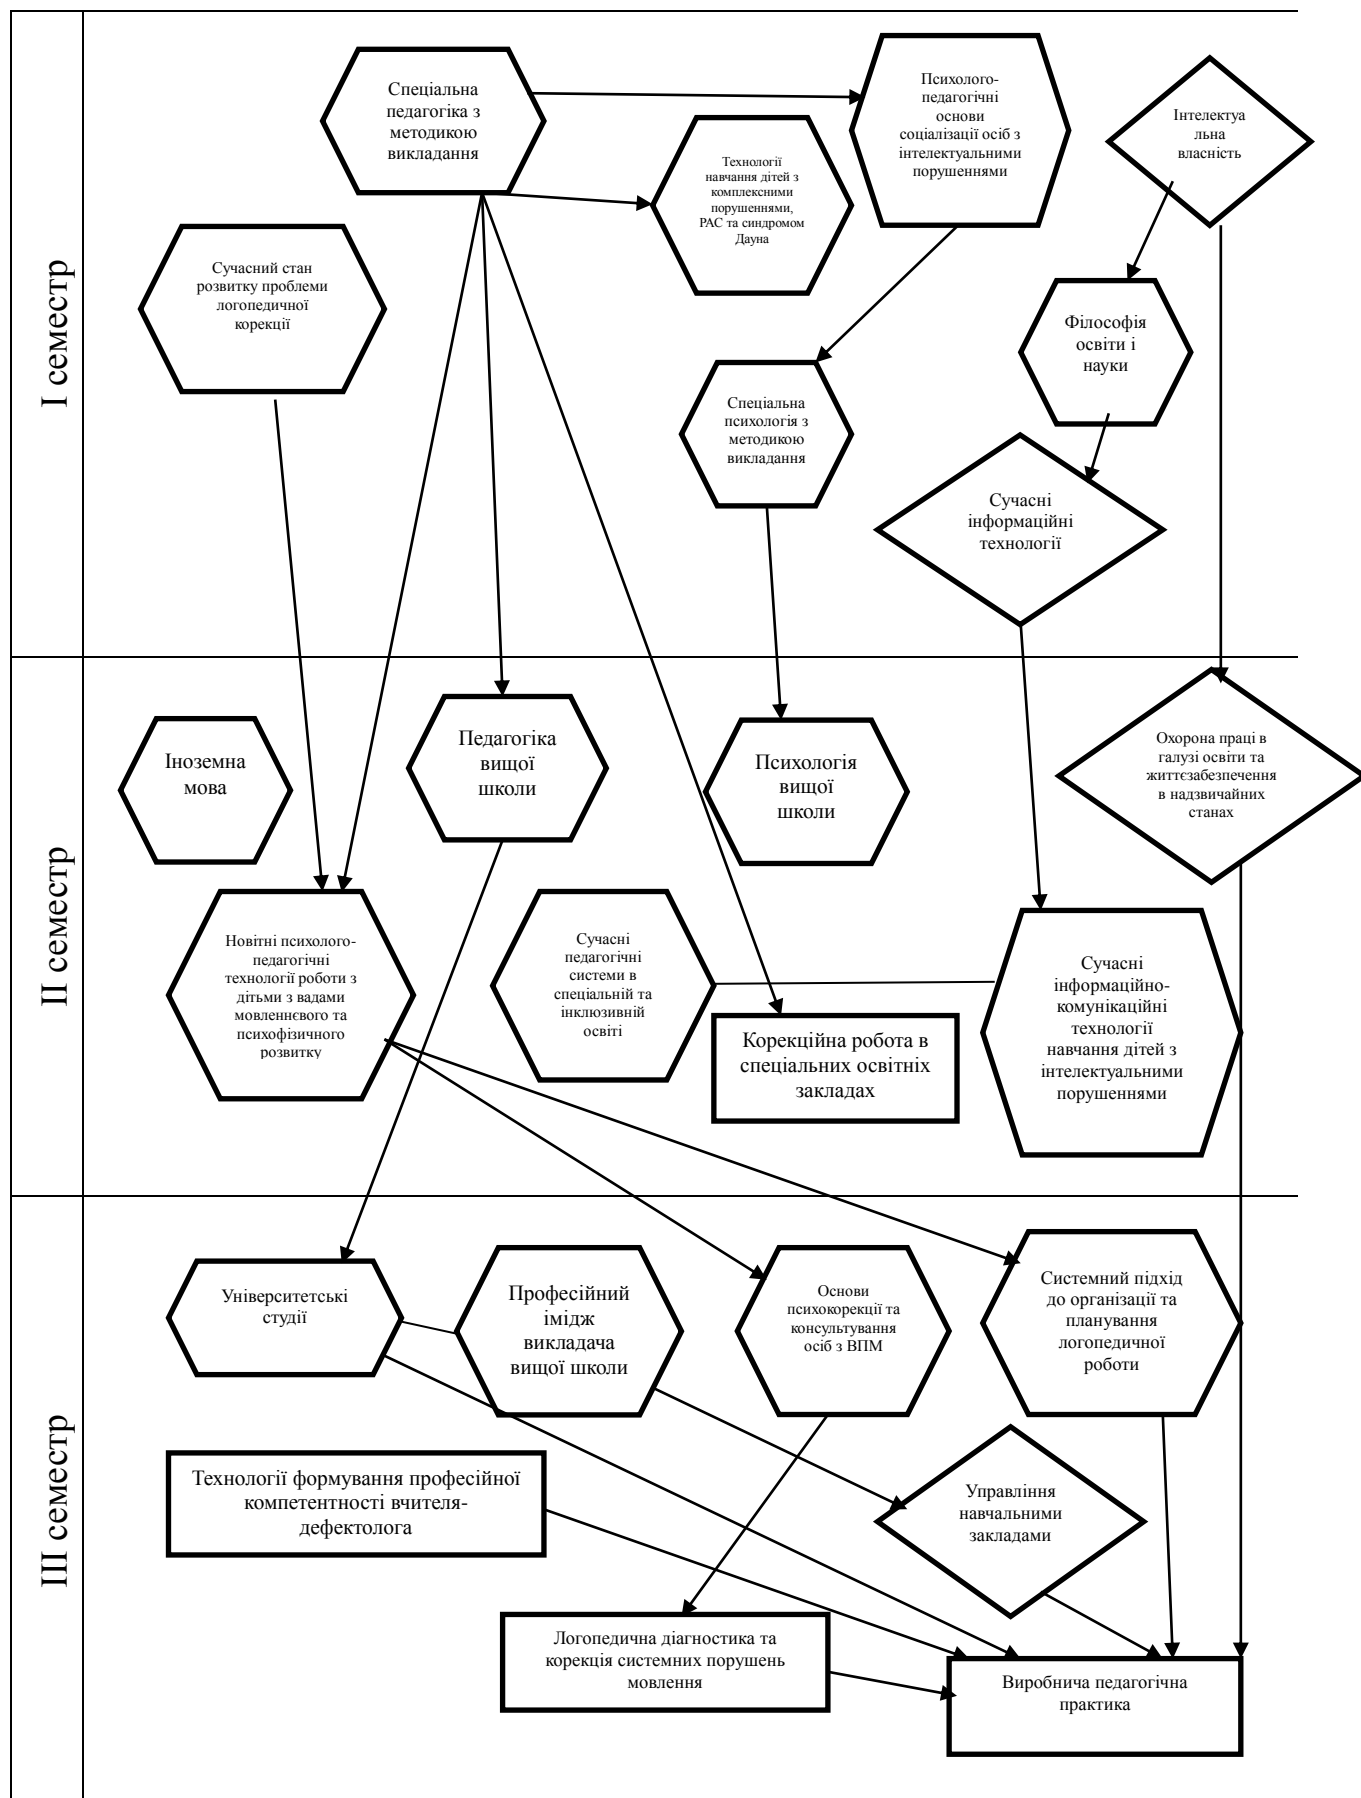 І семестр
Спеціальна
педагогіка з
методикою
викладання
Психолого-
педагогічні
основи
соціалізації осіб з
інтелектуальними
порушеннями
Інтелектуа
льна
власність
Технології
навчання дітей з
комплексними
порушеннями,
РАС та синдромом
Дауна
Сучасний стан
розвитку проблеми
логопедичної
корекції
Філософія
освіти і
науки
Спеціальна
психологія з
методикою
викладання
Сучасні
інформаційні
технології
ІІ семестр
Іноземна
мова
Педагогіка
вищої
школи
Психологія
вищої
школи
Охорона праці в
галузі освіти та
життєзабезпечення
в надзвичайних
станах
Новітні психолого-
педагогічні
технології роботи з
дітьми з вадами
мовленнєвого та
психофізичного
розвитку
Сучасні
педагогічні
системи в
спеціальній та
інклюзивній
освіті
Корекційна робота в
спеціальних освітніх
закладах
Сучасні
інформаційно-
комунікаційні
технології
навчання дітей з
інтелектуальними
порушеннями
ІІІ семестр
Університетські
студії
Професійний
імідж
викладача
вищої школи
Основи
психокорекції та
консультування
осіб з ВПМ
Системний підхід
до організації та
планування
логопедичної
роботи
Технології формування професійної
компетентності вчителя-
дефектолога
Управління
навчальними
закладами
Логопедична діагностика та
корекція системних порушень
мовлення
Виробнича педагогічна
практика